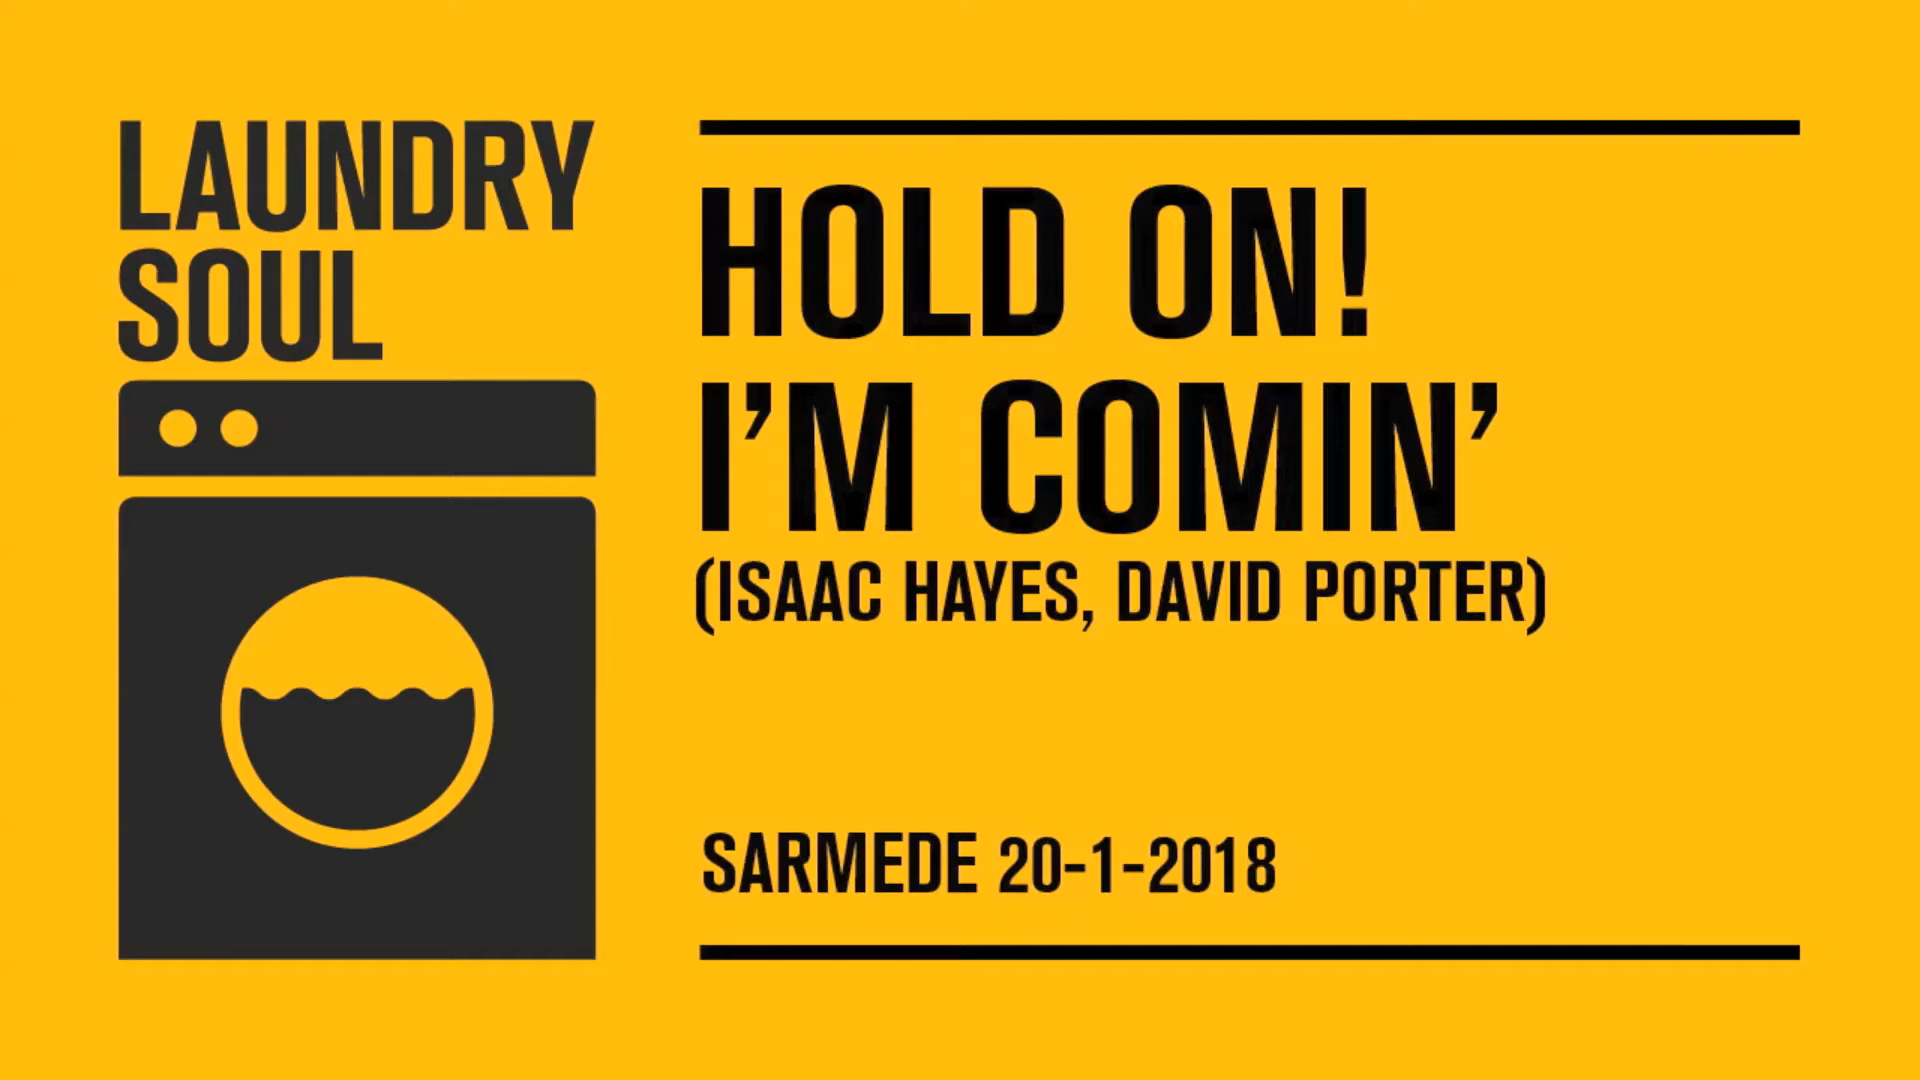 LAUNDRY
SOUL
HOLD ON!
I’M COMIN’
(ISAAC HAYES, DAVID PORTER)
SARMEDE 20-1-2018